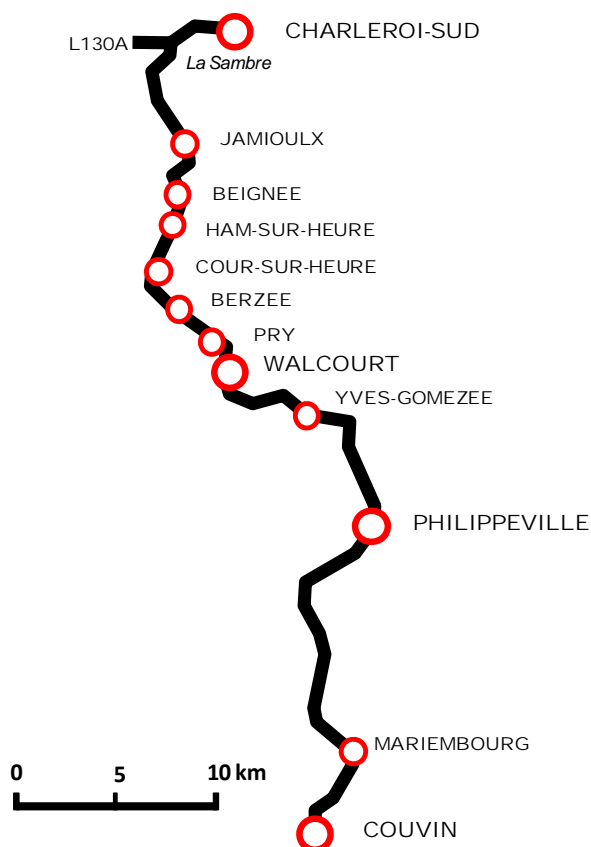 CHARLEROI-SUD
L130A
La Sambre
JAMIOULX
BEIGNEE
HAM-SUR-HEURE
COUR-SUR-HEURE
BERZEE
PRY
WALCOURT
YVES-GOMEZEE
PHILIPPEVILLE
MARIEMBOURG
0 5 10 km
COUVIN